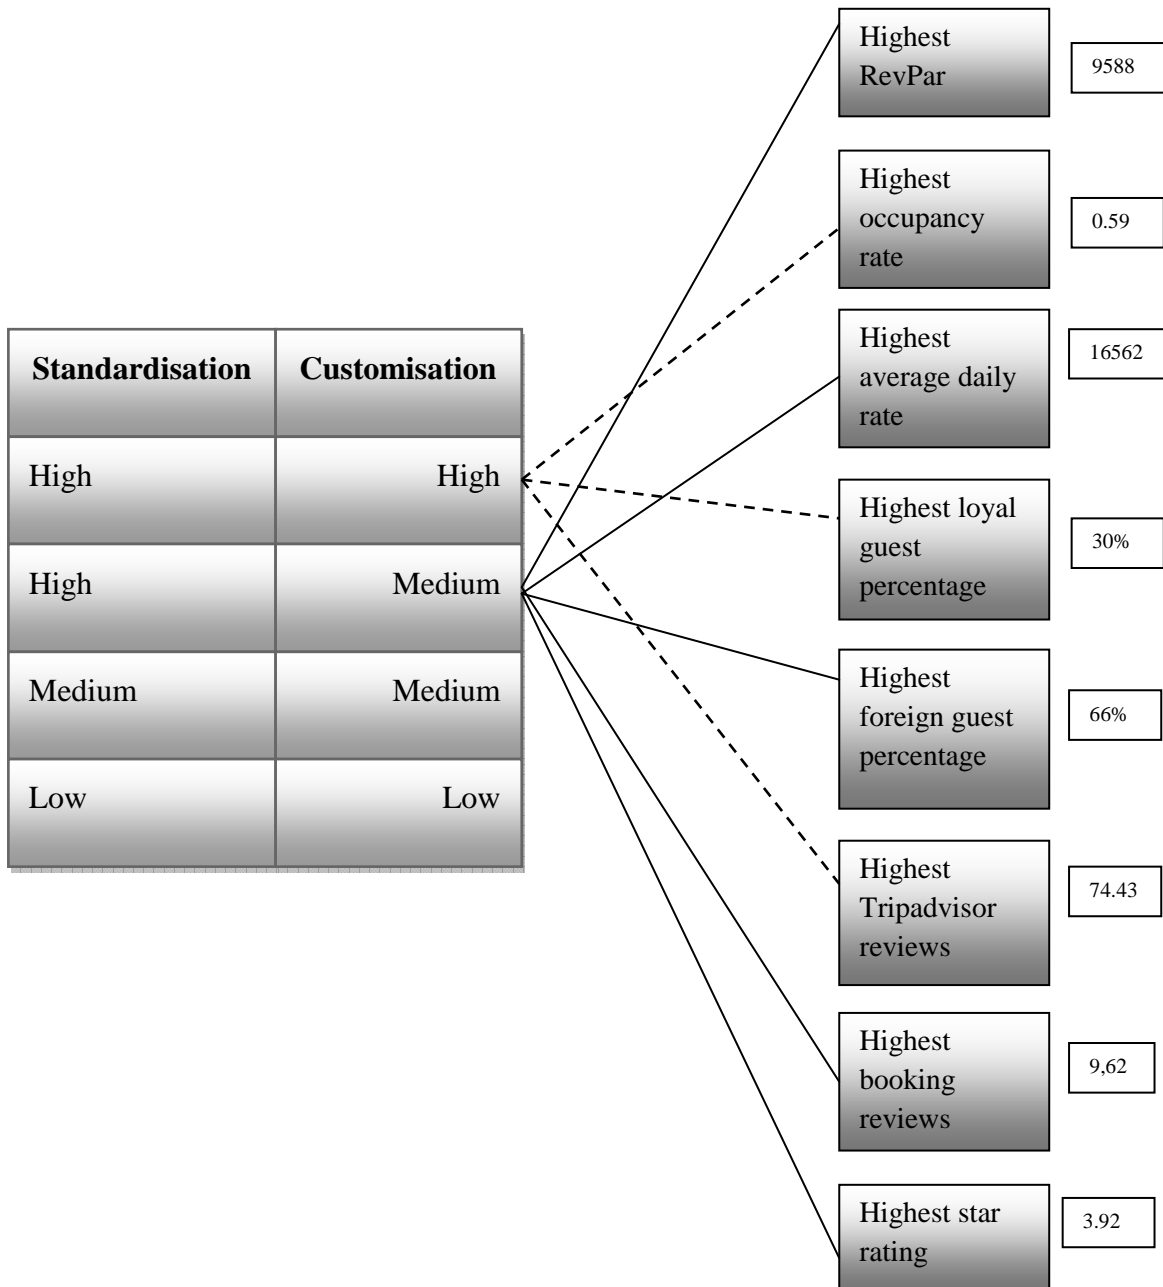 Standardisation Customisation
High High
High Medium
Medium Medium
Low Low
Highest
RevPar
9588
Highest
occupancy
rate
0.59
Highest
average daily
rate
16562
Highest loyal
guest
percentage
30%
Highest
foreign guest
percentage
66%
Highest
Tripadvisor
reviews
74.43
Highest
booking
reviews
9,62
Highest star
rating
3.92